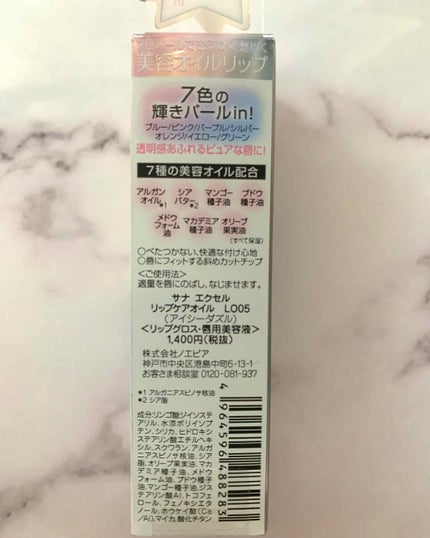 美容オイルリップ
7色の
輝きパールin!
ブルー/ピンク/パープル/シルバー
オレンジ/イエロー/グリーン
透明感あふれるピュアな唇に!
7種の美容オイル配合
アルガンオイル*1 シアバター*2 マンゴー種子油 ブドウ種子油
メドウフォーム油 マカデミア種子油 オリーブ果実油
(すべて保湿)
○べたつかない、快適な付け心地
○唇にフィットする斜めカットチップ
<ご使用法>
適量を唇にのばし、なじませます。
サナ エクセル
リップケアオイル LO05
(アイシーダズル)
<リップグロス・唇用美容液>
1,400円(税抜)
株式会社ノエビア
神戸市中央区港島中町6-13-1
お客さま相談室 0120-081-937
*1 アルガニアスピノサ核油
*2 シア脂
成分:リンゴ酸ジイソステ
アリル、水添ポリイソブ
テン、シリカ、ヒドロキシ
ステアリン酸エチルヘキ
シル、スクワラン、アルガ
ニアスピノサ核油、シア
脂、オリーブ果実油、マカ
デミア種子油、メドウ
フォーム油、ブドウ種子
油、マンゴー種子油、ジス
テアリン酸Al、トコフェ
ロール、フェノキシエタ
ノール、ホウケイ酸(Ca
/Al)、マイカ、酸化チタン
4964596488283